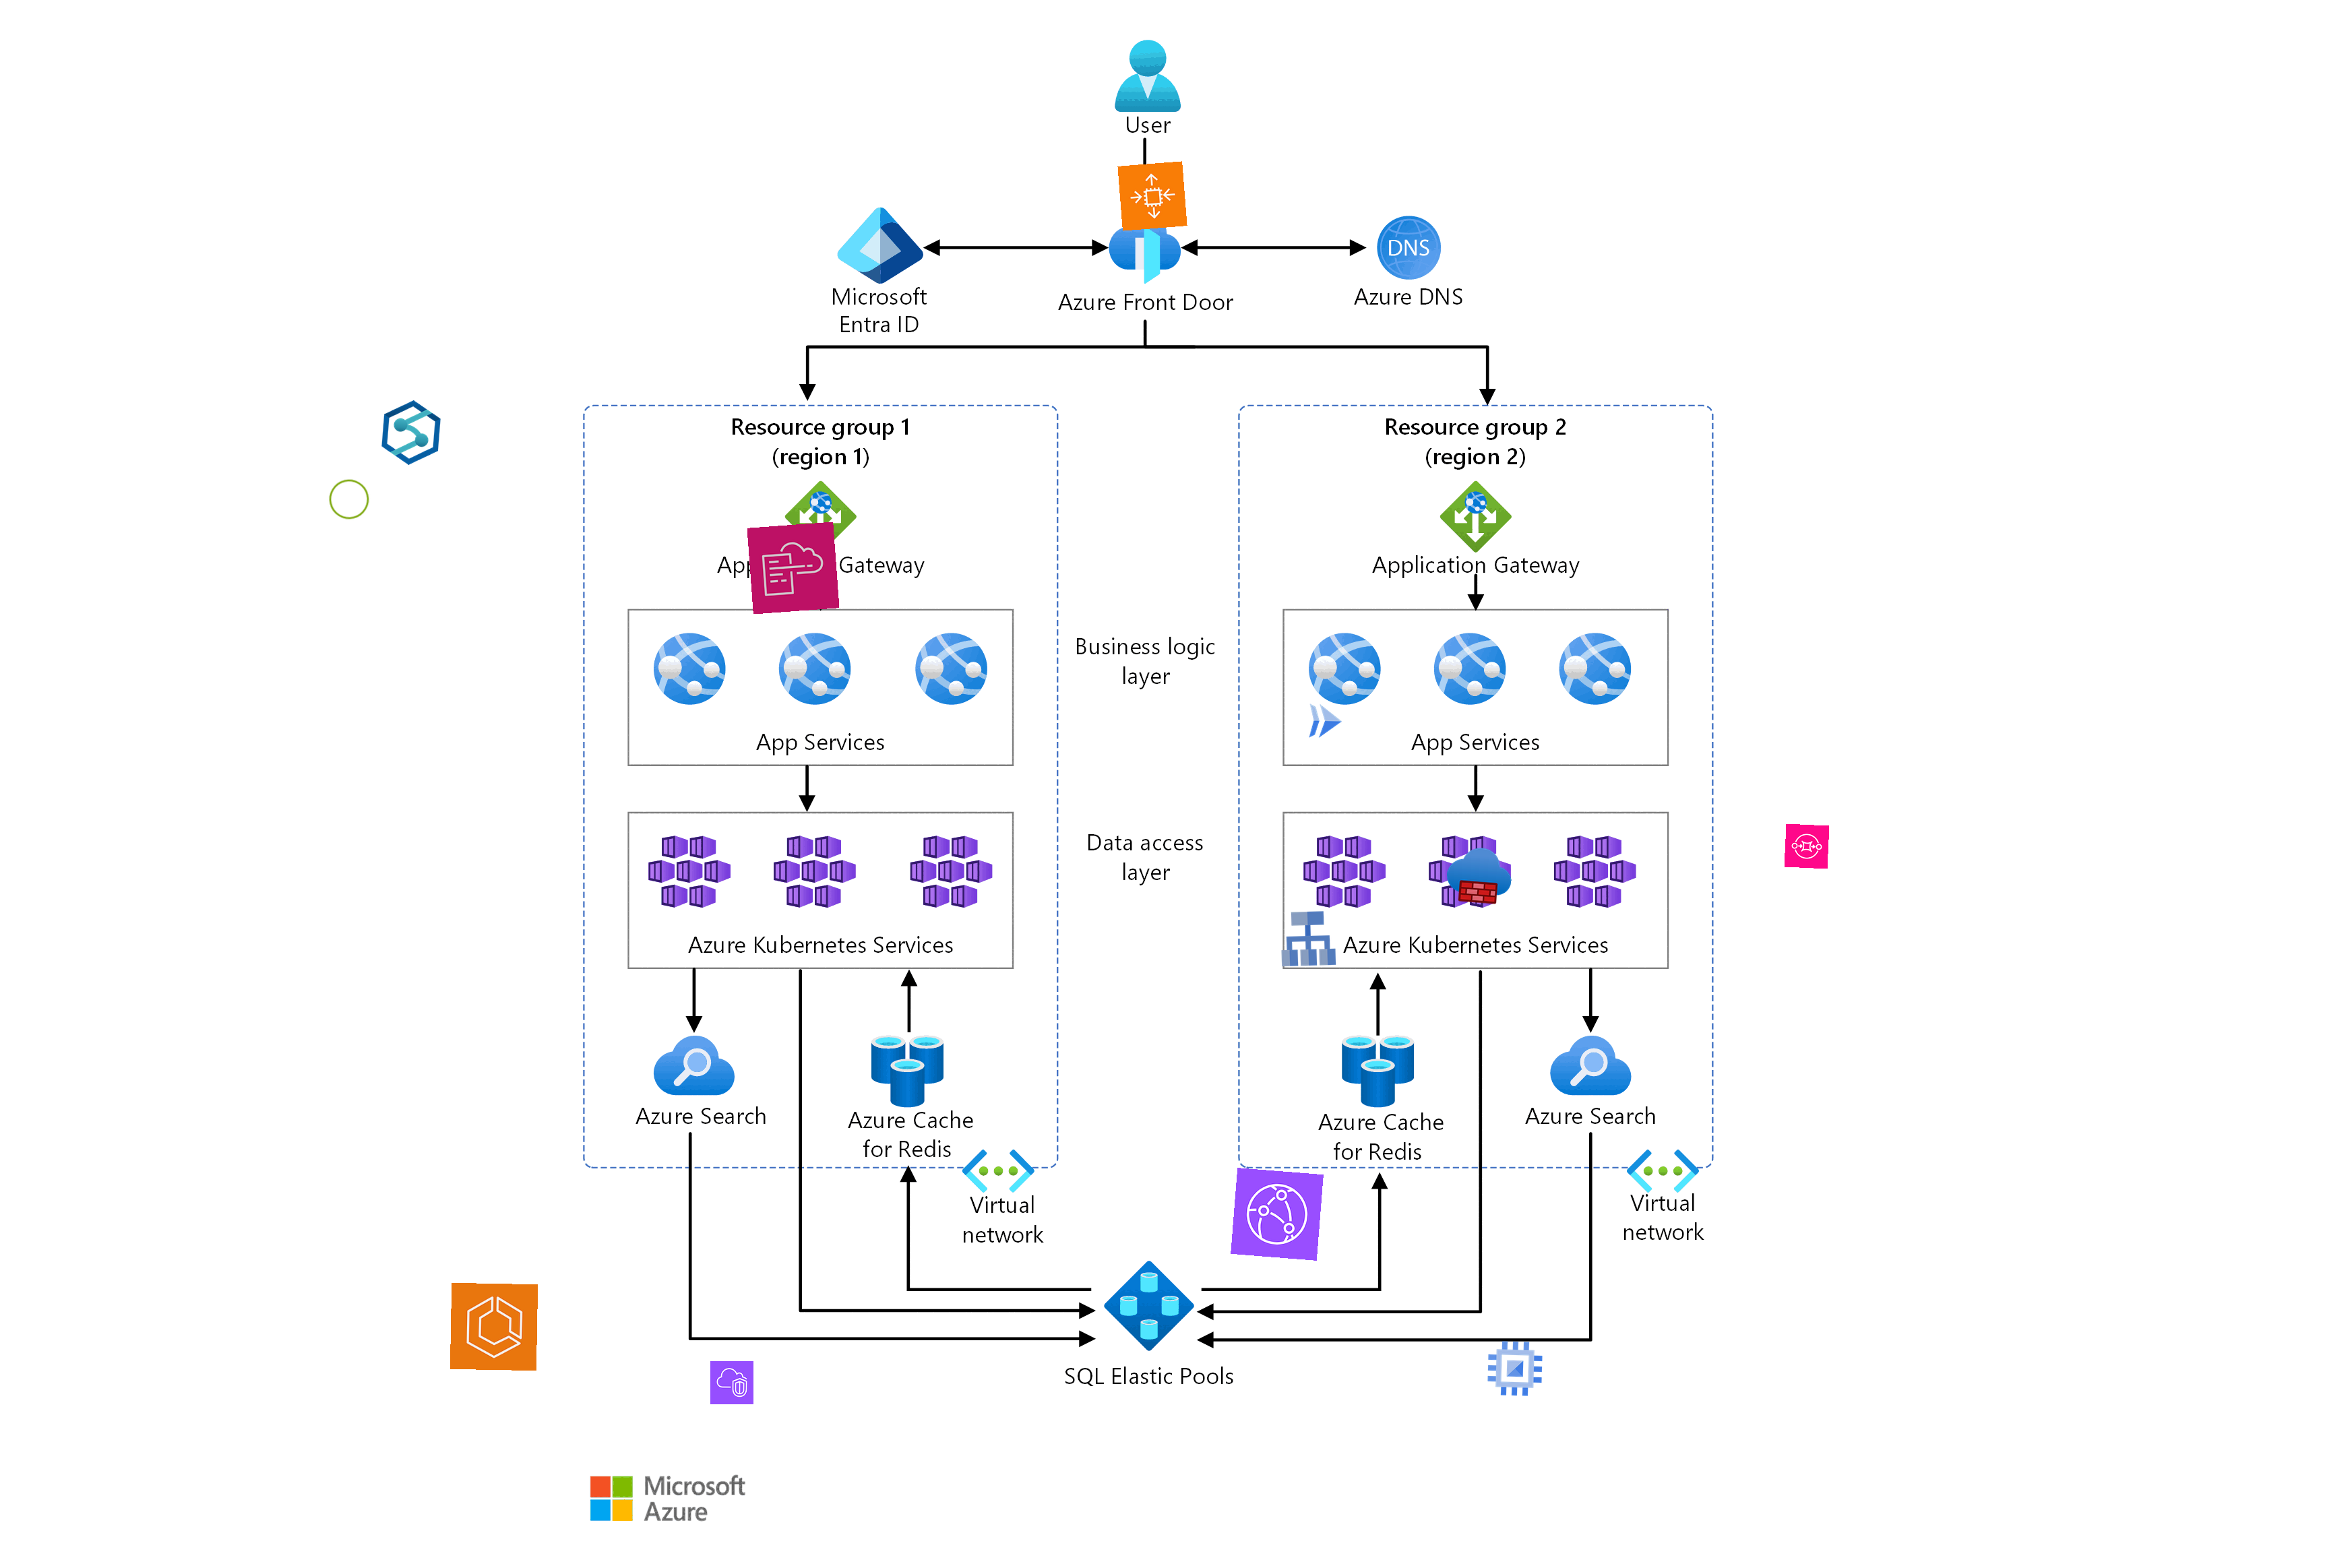 User
DNS
Microsoft
Entra ID
Azure Front Door
Azure DNS
Resource group 1
(region 1)
Resource group 2
(region 2)
Gateway
Application Gateway
Business logic
layer
App Services
App Services
Data access
layer
Azure Kubernetes Services
Azure Kubernetes Services
Azure Search
Azure Cache
for Redis
Azure Cache
for Redis
Azure Search
Virtual
network
Virtual
network
SQL Elastic Pools
Microsoft
Azure